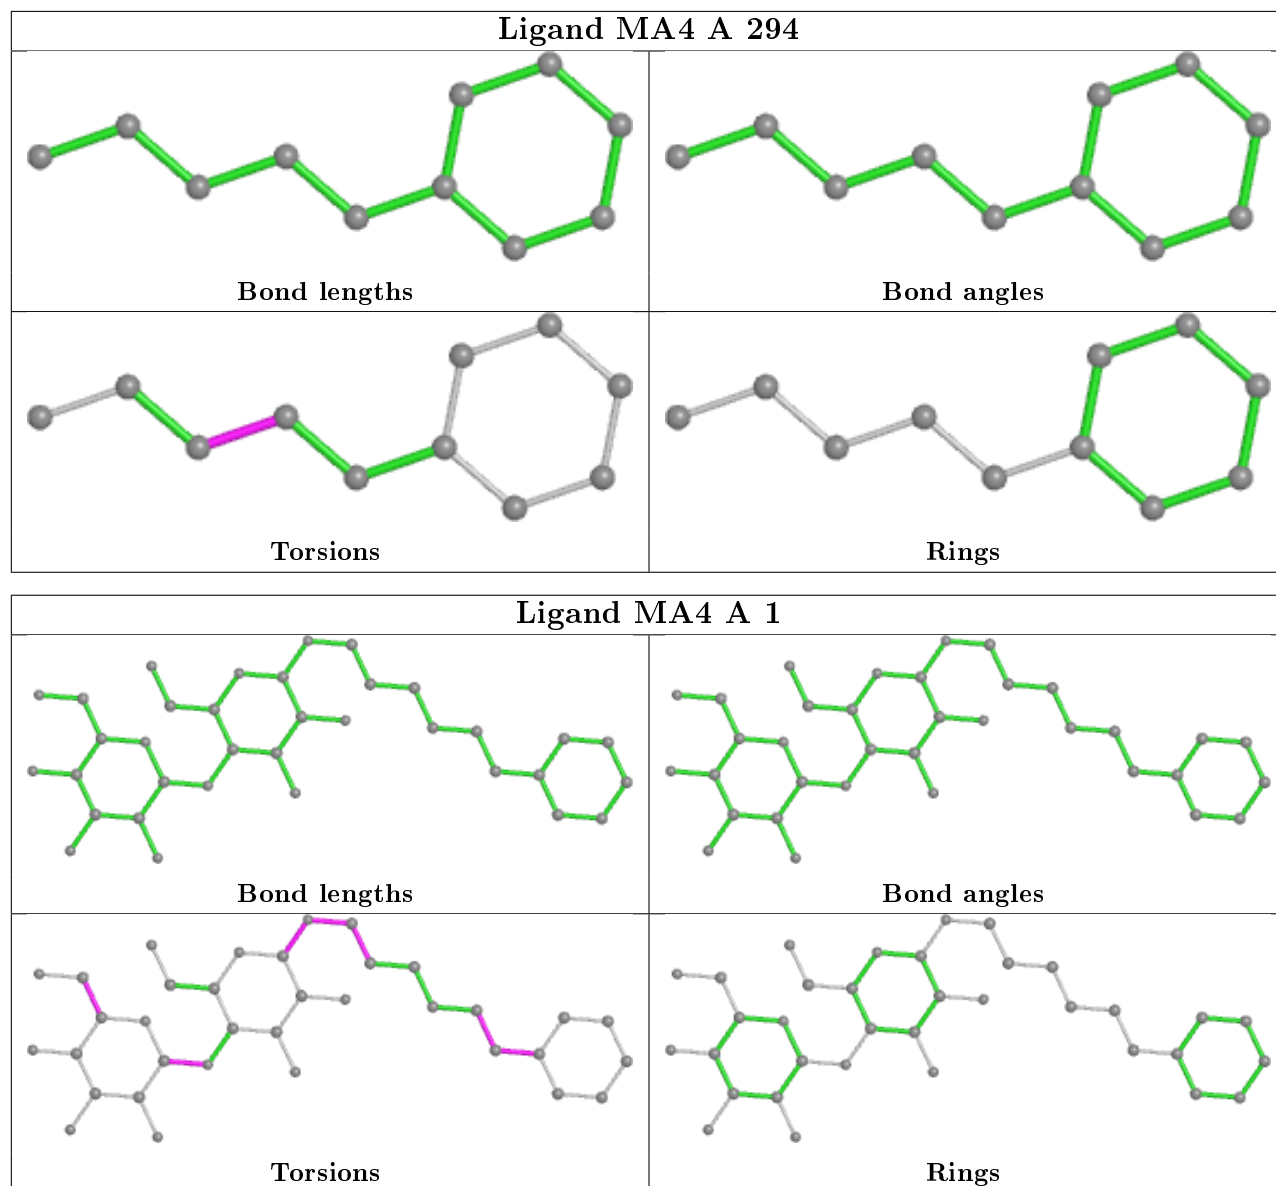 Ligand MA4 A 294
Bond lengths
Bond angles
Torsions
Rings
Ligand MA4 A 1
Bond lengths
Bond angles
Torsions
Rings